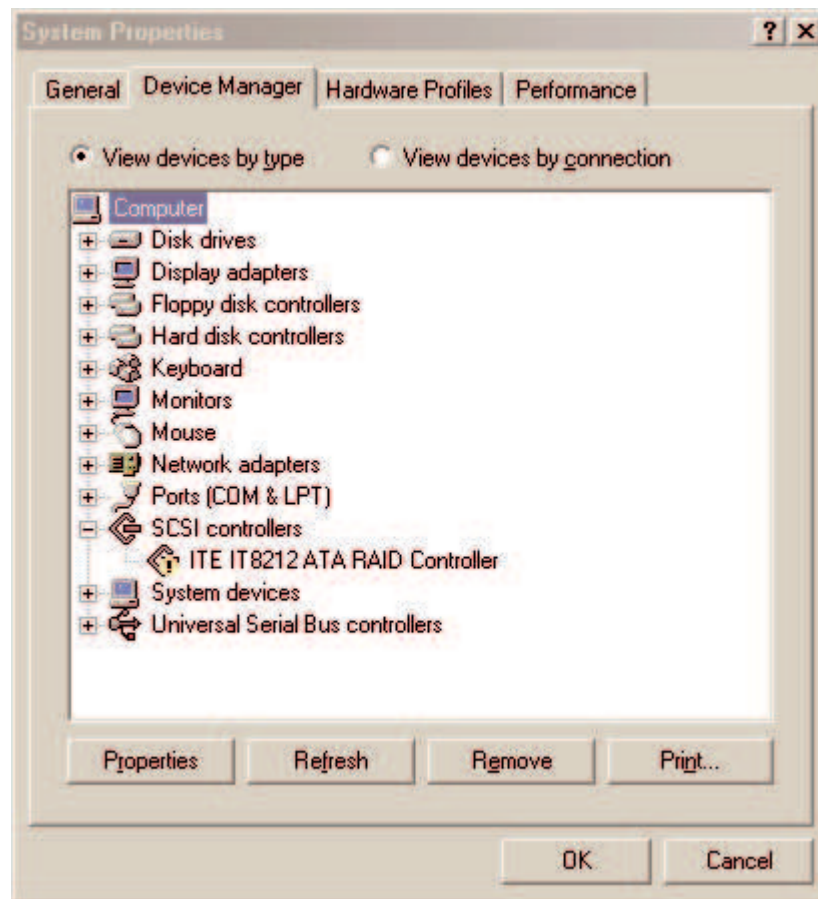 System Properties
General Device Manager Hardware Profiles Performance
View devices by type View devices by connection
Computer
Disk drives
Display adapters
Floppy disk controllers
Hard disk controllers
Keyboard
Monitors
Mouse
Network adapters
Ports (COM & LPT)
SCSI controllers
ITE IT8212 ATA RAID Controller
System devices
Universal Serial Bus controllers
Properties Refresh Remove Print...
OK Cancel